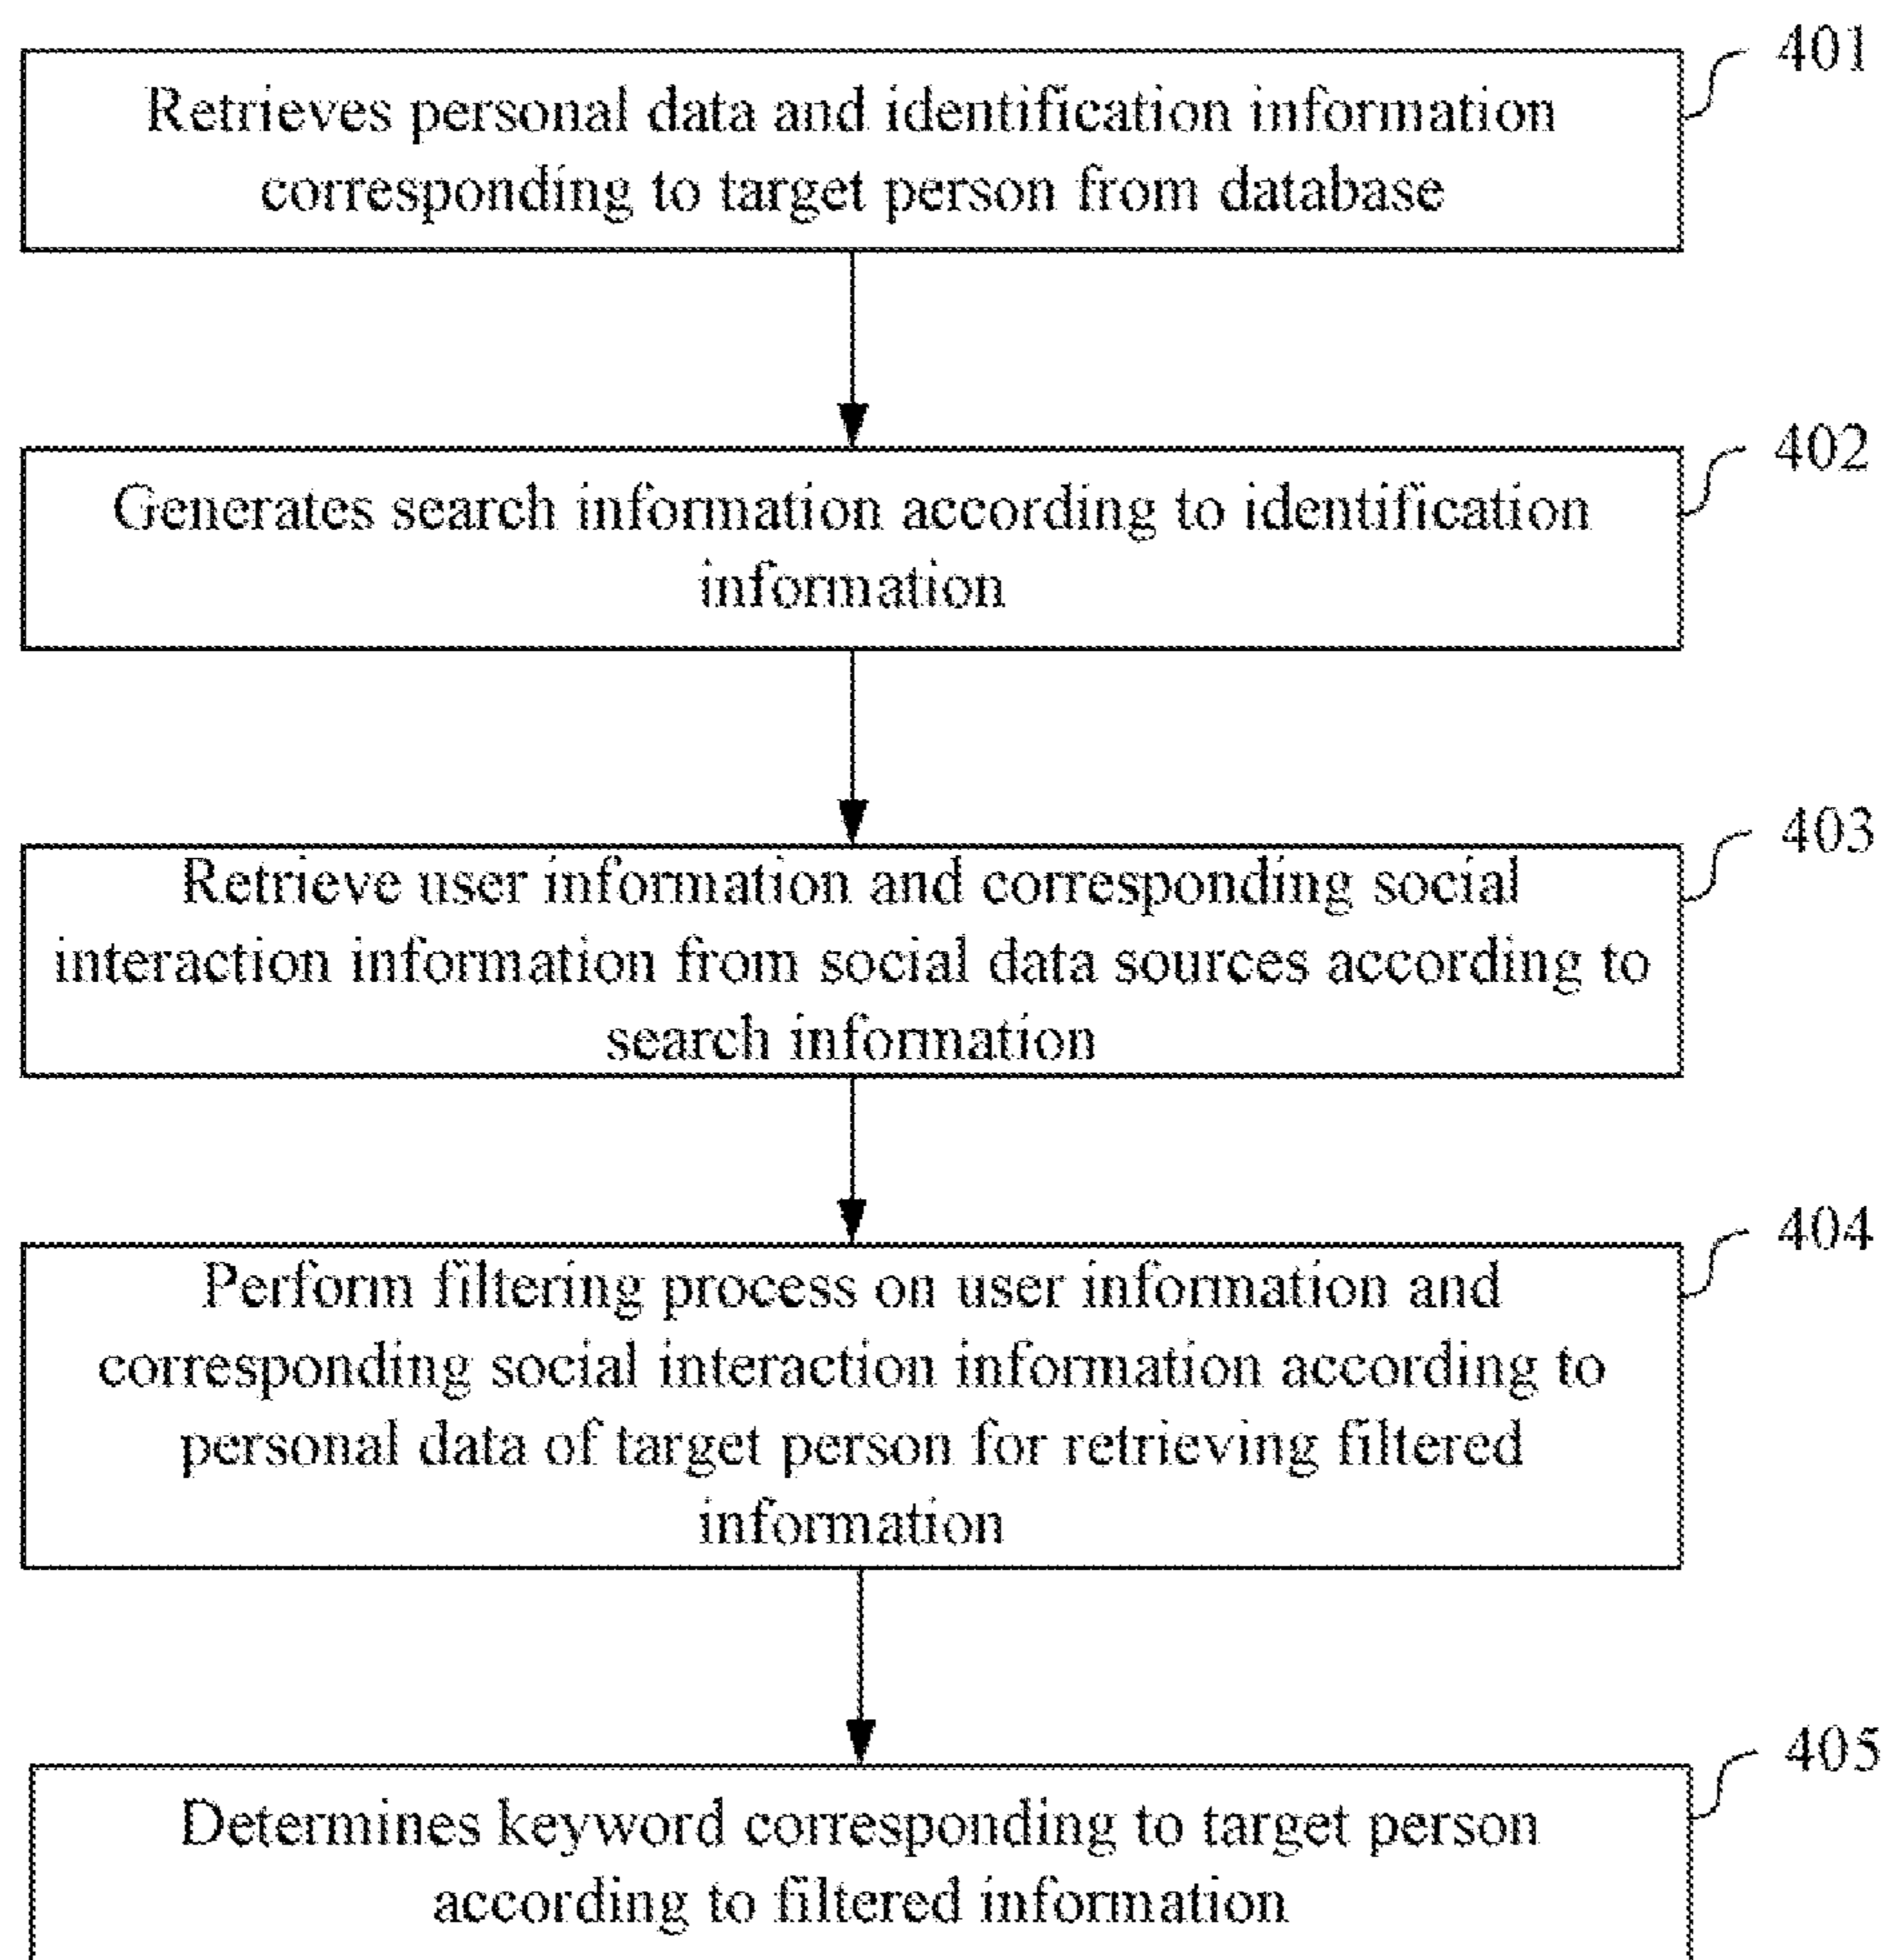 401
Retrieves personal data and identification information
corresponding to target person from database
402
Generates search information according to identification
information
403
Retrieve user information and corresponding social
interaction information from social data sources according to
search information
404
Perform filtering process on user information and
corresponding social interaction information according to
personal data of target person for retrieving filtered
information
405
Determines keyword corresponding to target person
according to filtered information